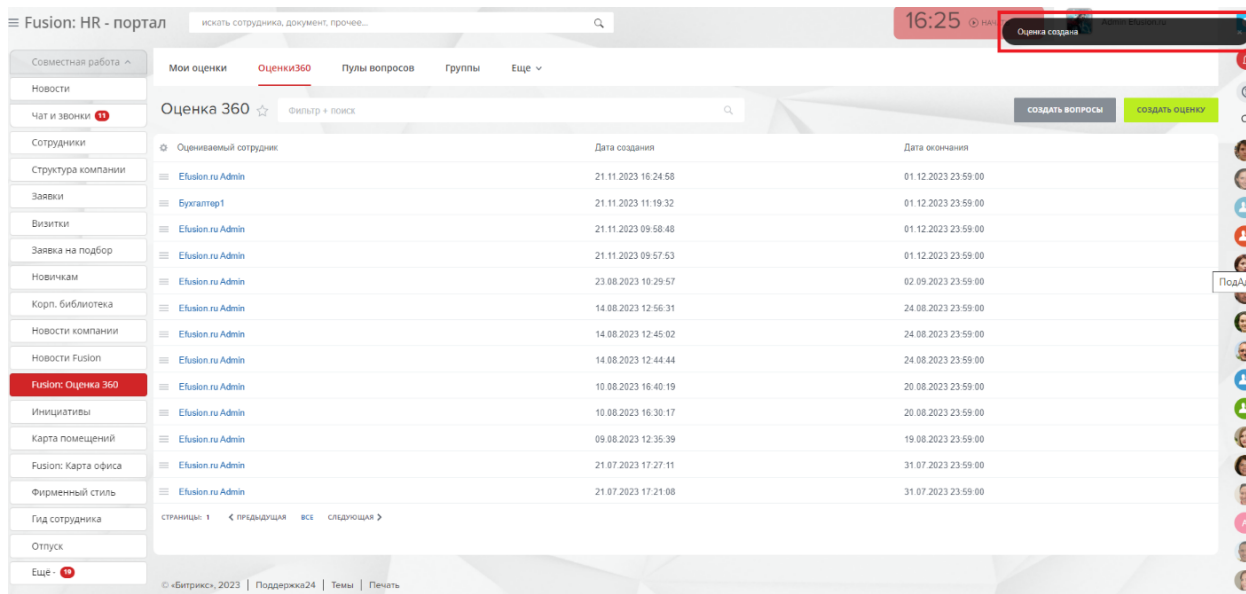 Fusion: HR - портал
искать сотрудника, документ, прочее...
16:25
Admin Efusion.ru
Оценка создана
Совместная работа
Новости
Чат и звонки 11
Сотрудники
Структура компании
Заявки
Визитки
Заявка на подбор
Новичкам
Корп. библиотека
Новости компании
Новости Fusion
Fusion: Оценка 360
Инициативы
Карта помещений
Fusion: Карта офиса
Фирменный стиль
Гид сотрудника
Отпуск
Ещё - 19
Мои оценки Оценки360 Пулы вопросов Группы Еще
Оценка 360 Фильтр + поиск СОЗДАТЬ ВОПРОСЫ СОЗДАТЬ ОЦЕНКУ
Оцениваемый сотрудник Дата создания Дата окончания
Efusion.ru Admin 21.11.2023 16:24:58 01.12.2023 23:59:00
Бухгалтер1 21.11.2023 11:19:32 01.12.2023 23:59:00
Efusion.ru Admin 21.11.2023 09:58:48 01.12.2023 23:59:00
Efusion.ru Admin 21.11.2023 09:57:53 01.12.2023 23:59:00
Efusion.ru Admin 23.08.2023 10:29:57 02.09.2023 23:59:00
Efusion.ru Admin 14.08.2023 12:56:31 24.08.2023 23:59:00
Efusion.ru Admin 14.08.2023 12:45:02 24.08.2023 23:59:00
Efusion.ru Admin 14.08.2023 12:44:44 24.08.2023 23:59:00
Efusion.ru Admin 10.08.2023 16:40:19 20.08.2023 23:59:00
Efusion.ru Admin 10.08.2023 16:30:17 20.08.2023 23:59:00
Efusion.ru Admin 09.08.2023 12:35:39 19.08.2023 23:59:00
Efusion.ru Admin 21.07.2023 17:27:11 31.07.2023 23:59:00
Efusion.ru Admin 21.07.2023 17:21:08 31.07.2023 23:59:00
СТРАНИЦЫ: 1 ПРЕДЫДУЩАЯ ВСЕ СЛЕДУЮЩАЯ
© «Битрикс», 2023 | Поддержка24 | Темы | Печать